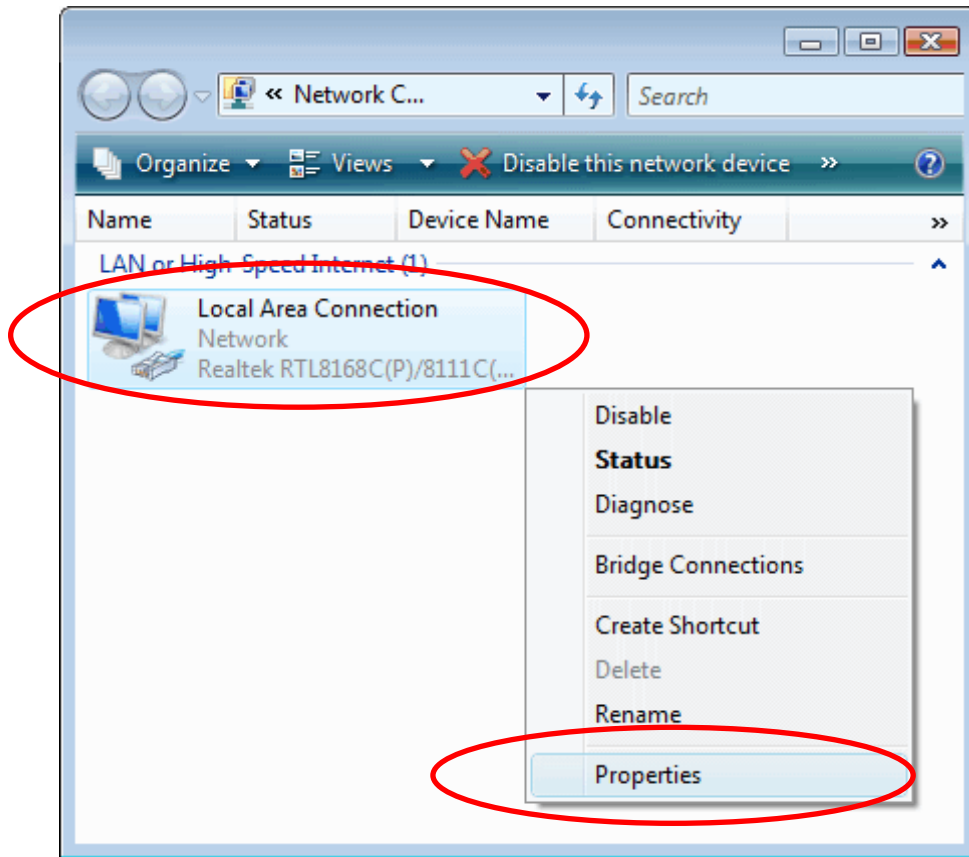 « Network C...
Search
Organize Views Disable this network device »
Name Status Device Name Connectivity »
LAN or High-Speed Internet (1)
Local Area Connection
Network
Realtek RTL8168C(P)/8111C(...
Disable
Status
Diagnose
Bridge Connections
Create Shortcut
Delete
Rename
Properties